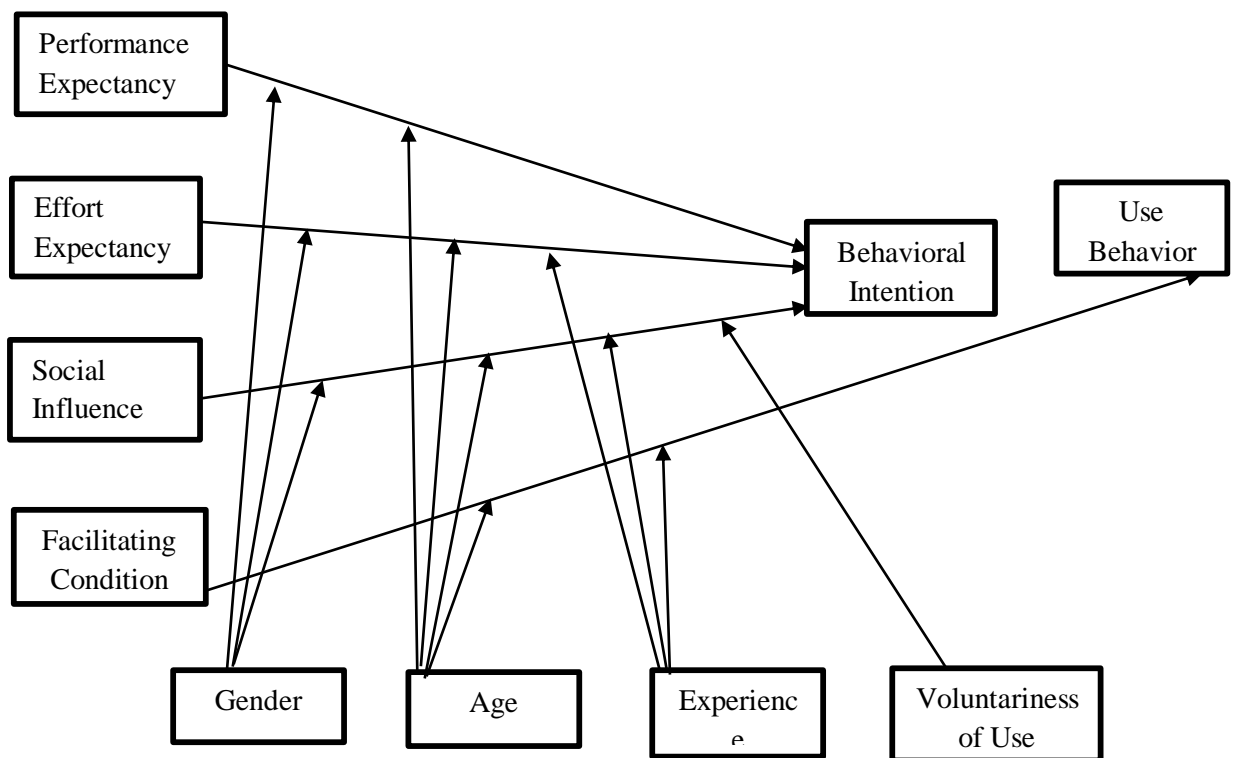 Performance
Expectancy
Effort
Expectancy
Use
Behavior
Behavioral
Intention
Social
Influence
Facilitating
Condition
Gender
Age
Experienc
e
Voluntariness
of Use